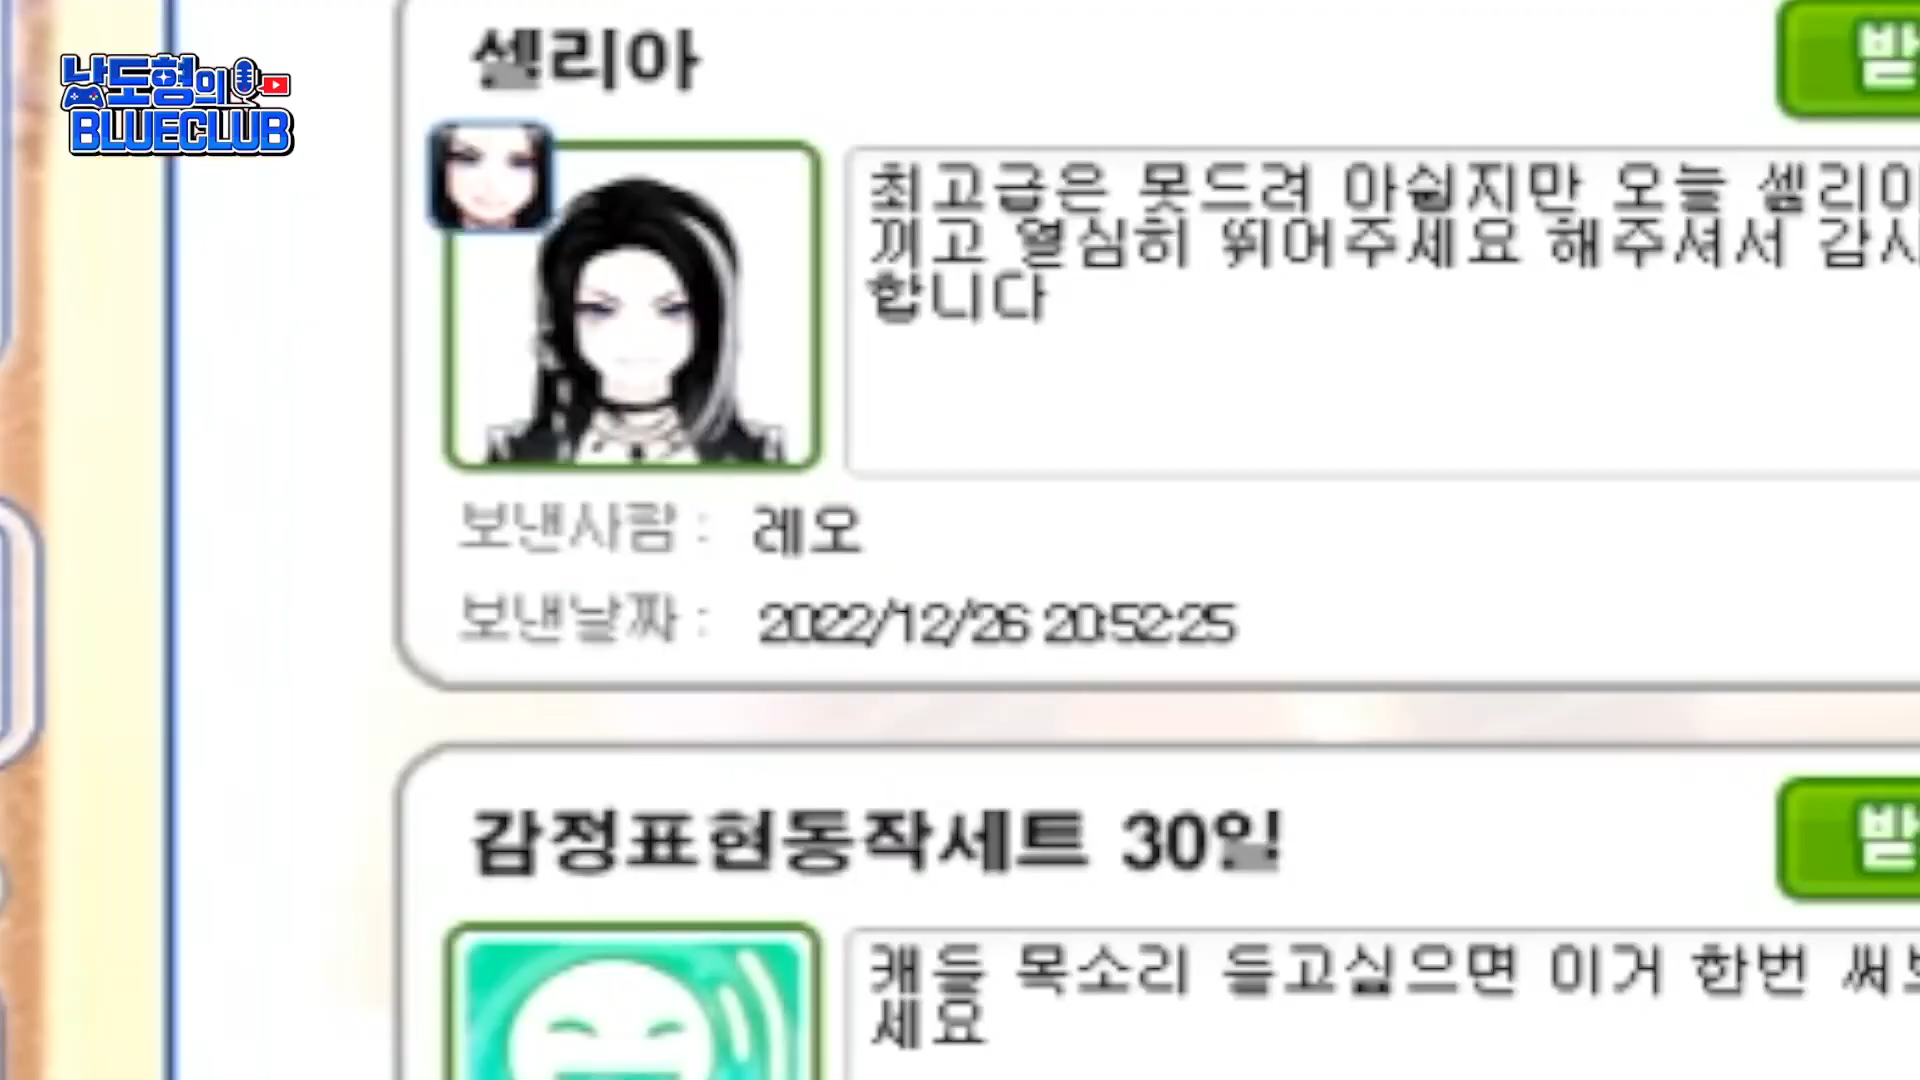 남도형의
BLUECLUB
셀리아
받
최고급은 못드려 아쉽지만 오늘 셀리아
끼고 열심히 뛰어주세요 해주셔서 감사
합니다
보낸사람 : 레오
보낸날짜 : 2022/12/26 20:52:25
감정표현동작세트 30일
받
캐들 목소리 듣고싶으면 이거 한번 써보
세요